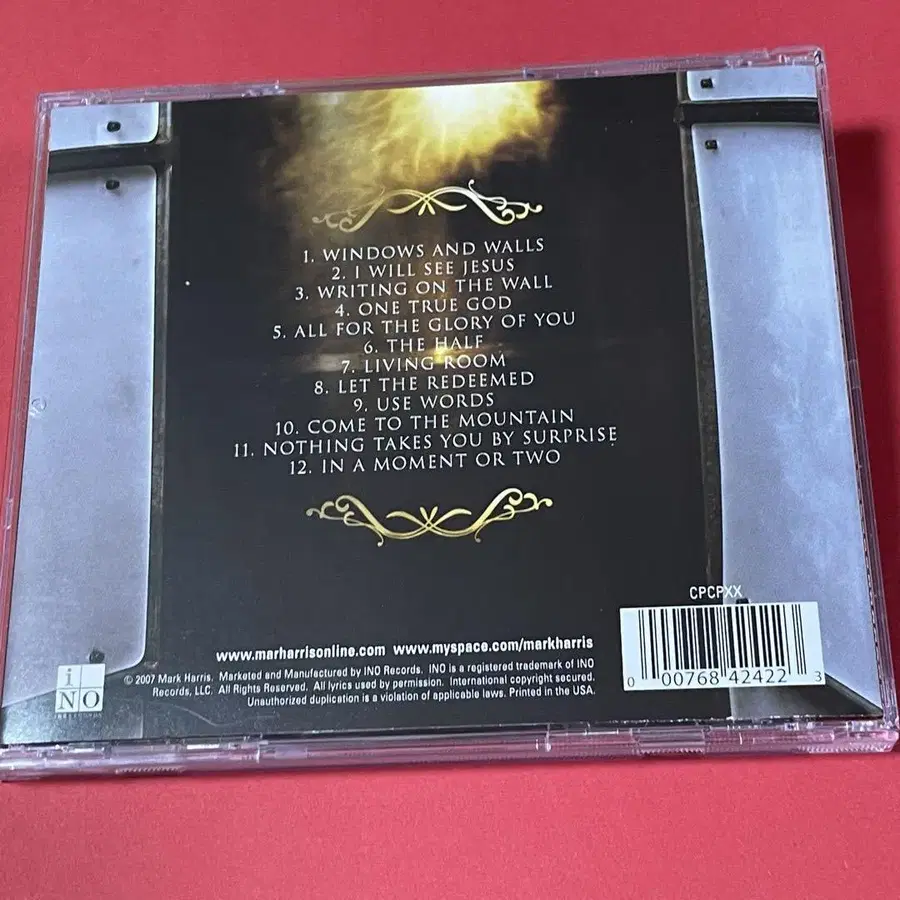 1. WINDOWS AND WALLS
2. I WILL SEE JESUS
3. WRITING ON THE WALL
4. ONE TRUE GOD
5. ALL FOR THE GLORY OF YOU
6. THE HALF
7. LIVING ROOM
8. LET THE REDEEMED
9. USE WORDS
10. COME TO THE MOUNTAIN
11. NOTHING TAKES YOU BY SURPRISE
12. IN A MOMENT OR TWO
CPCPXX
www.marharrisonline.com www.myspace.com/markharris
© 2007 Mark Harris. Marketed and Manufactured by INO Records. INO is a registered trademark of INO
Records, LLC. All Rights Reserved. All lyrics used by permission. International copyright secured.
Unauthorized duplication is a violation of applicable laws. Printed in the USA.
iNO
0 00768 42422 3